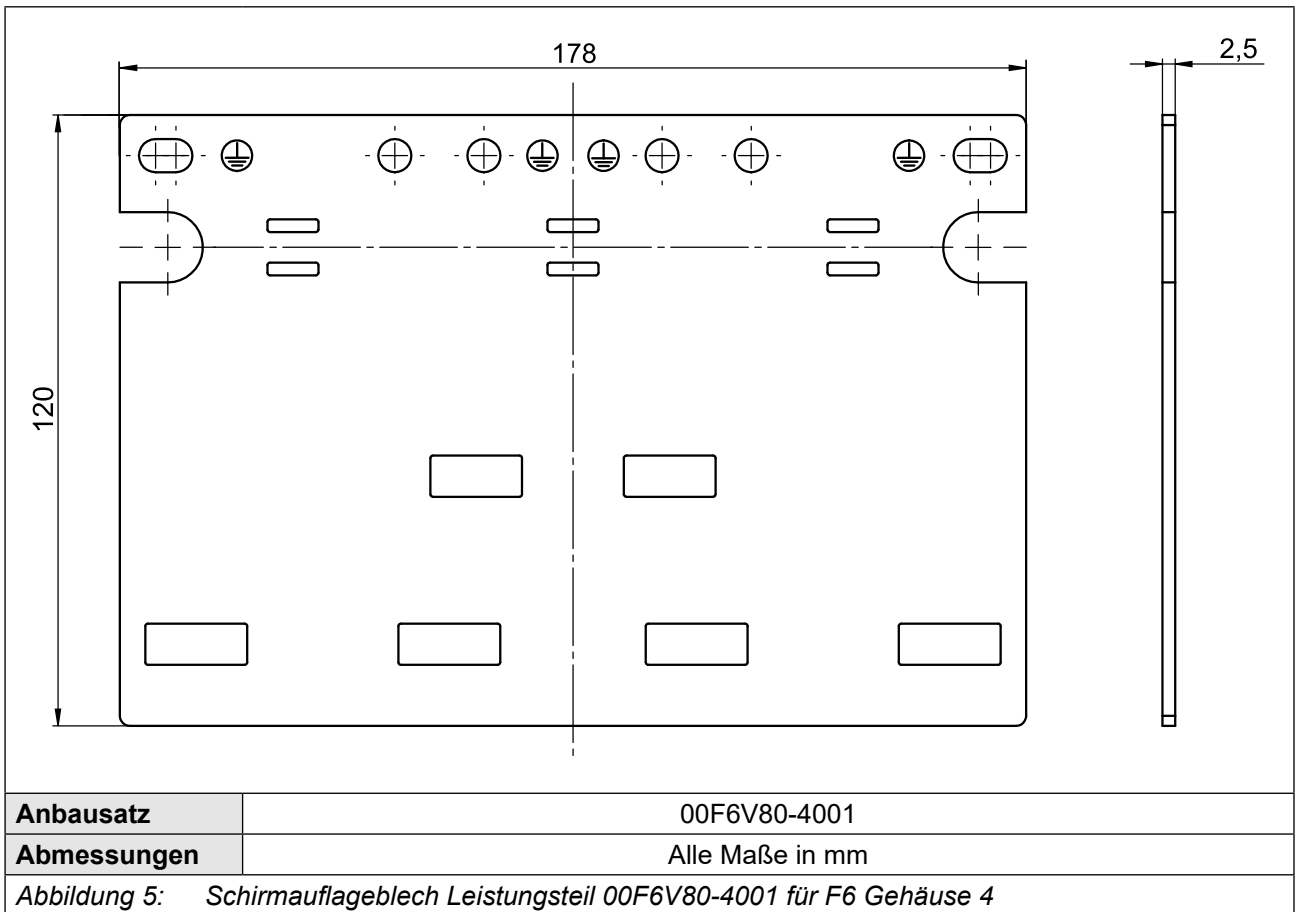 178
2,5
120
Anbausatz 00F6V80-4001
Abmessungen Alle Maße in mm
Abbildung 5: Schirmauflageblech Leistungsteil 00F6V80-4001 für F6 Gehäuse 4